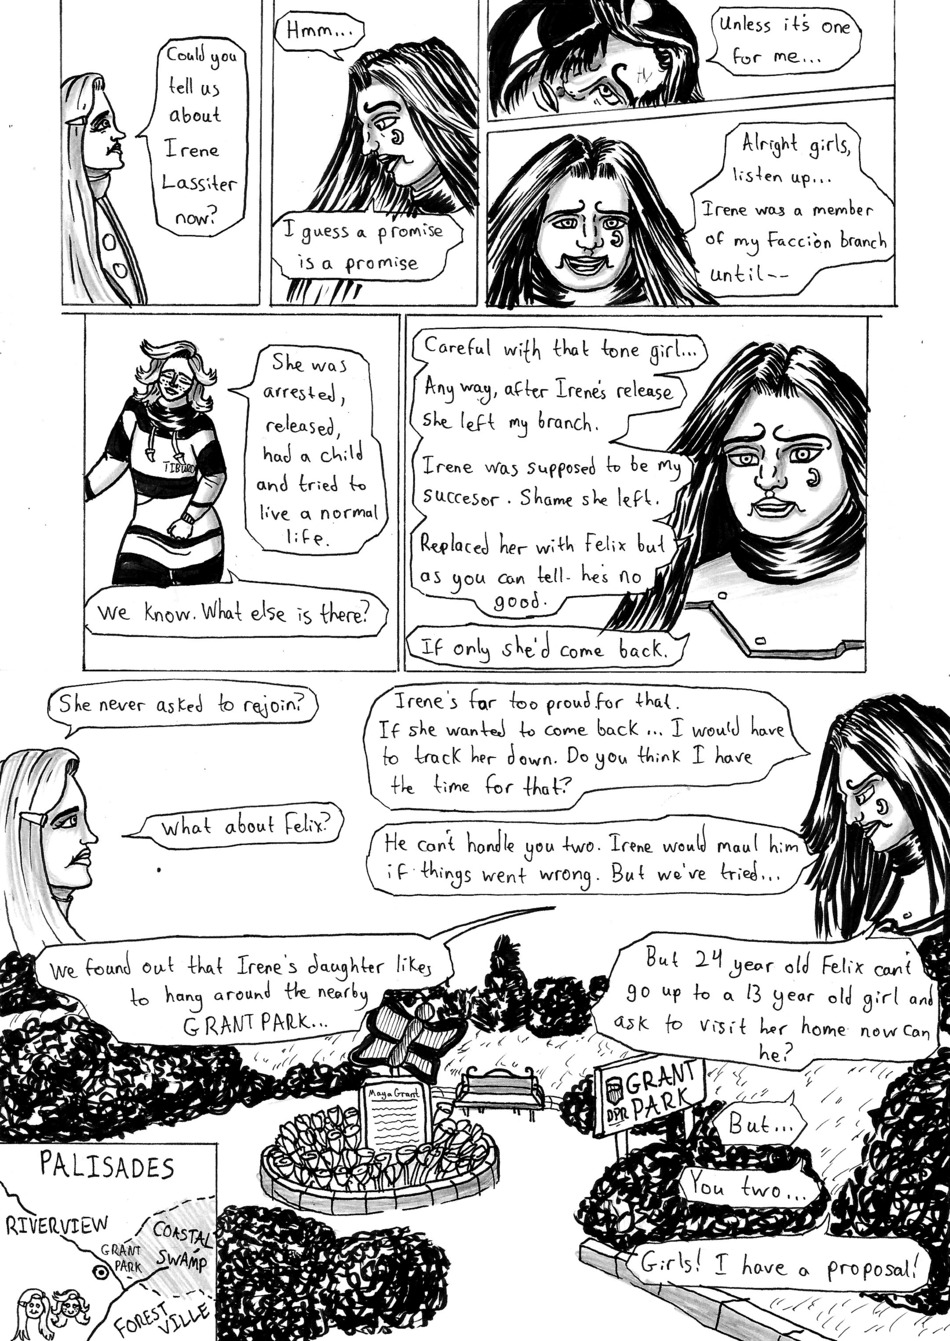 Could you
tell us
about
Irene
Lassiter
now?
Hmm...
I guess a promise
is a promise
Unless it's one
for me...
Alright girls,
listen up...
Irene was a member
of my Facciòn branch
until--
She was
arrested,
released,
had a child
and tried to
live a normal
life.
TIBURO
We know. What else is there?
Careful with that tone girl...
Any way, after Irene's release
she left my branch.
Irene was supposed to be my
succesor. Shame she left.
Replaced her with Felix but
as you can tell- he's no
good.
If only she'd come back.
She never asked to rejoin?
Irene's far too proud for that.
If she wanted to come back ... I would have
to track her down. Do you think I have
the time for that?
What about Felix?
He can't handle you two. Irene would maul him
if things went wrong. But we've tried...
We found out that Irene's daughter likes
to hang around the nearby
GRANT PARK...
But 24 year old Felix can't
go up to a 13 year old girl and
ask to visit her home now can
he?
Maya Grant
GRANT
PARK
DPR
But...
You two...
Girls! I have a proposal!
PALISADES
RIVERVIEW
COASTAL
SWAMP
GRANT
PARK
FOREST
VILLE